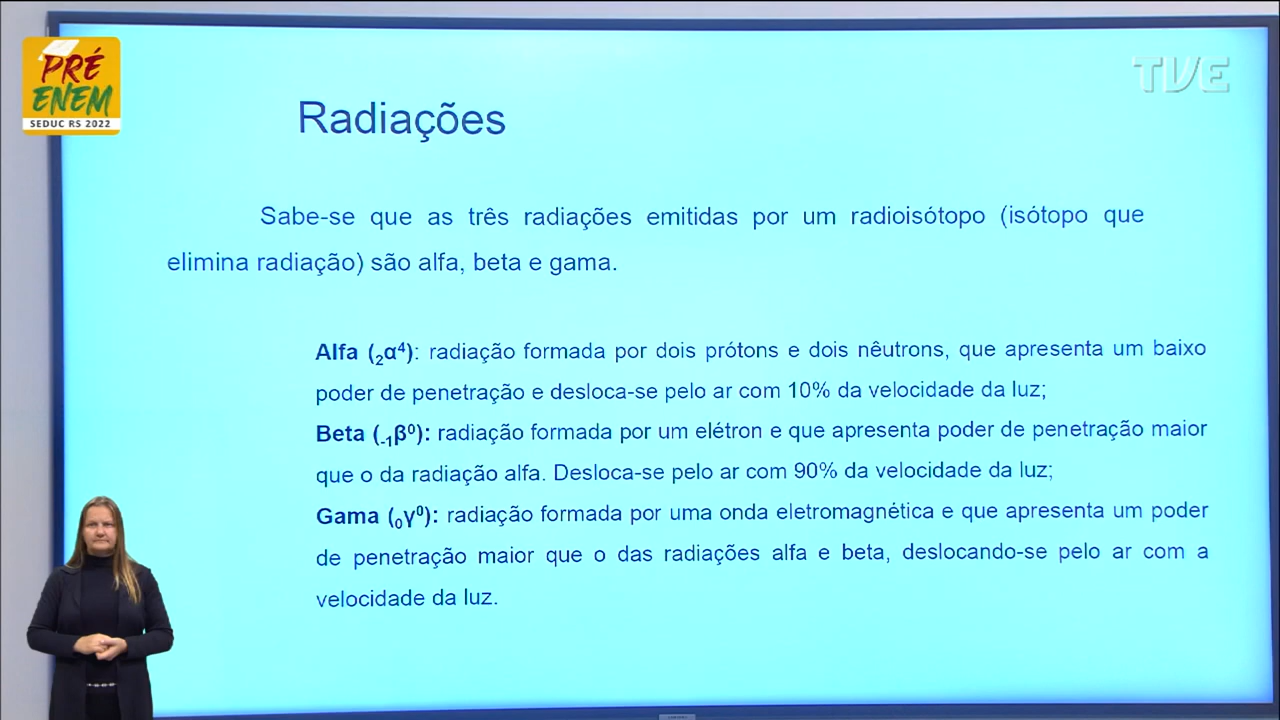 PRÉ
ENEM
SEDUC RS 2022
TVE
Radiações
Sabe-se que as três radiações emitidas por um radioisótopo (isótopo que
elimina radiação) são alfa, beta e gama.
Alfa (₂α⁴): radiação formada por dois prótons e dois nêutrons, que apresenta um baixo
poder de penetração e desloca-se pelo ar com 10% da velocidade da luz;
Beta (₋₁β⁰): radiação formada por um elétron e que apresenta poder de penetração maior
que o da radiação alfa. Desloca-se pelo ar com 90% da velocidade da luz;
Gama (₀γ⁰): radiação formada por uma onda eletromagnética e que apresenta um poder
de penetração maior que o das radiações alfa e beta, deslocando-se pelo ar com a
velocidade da luz.